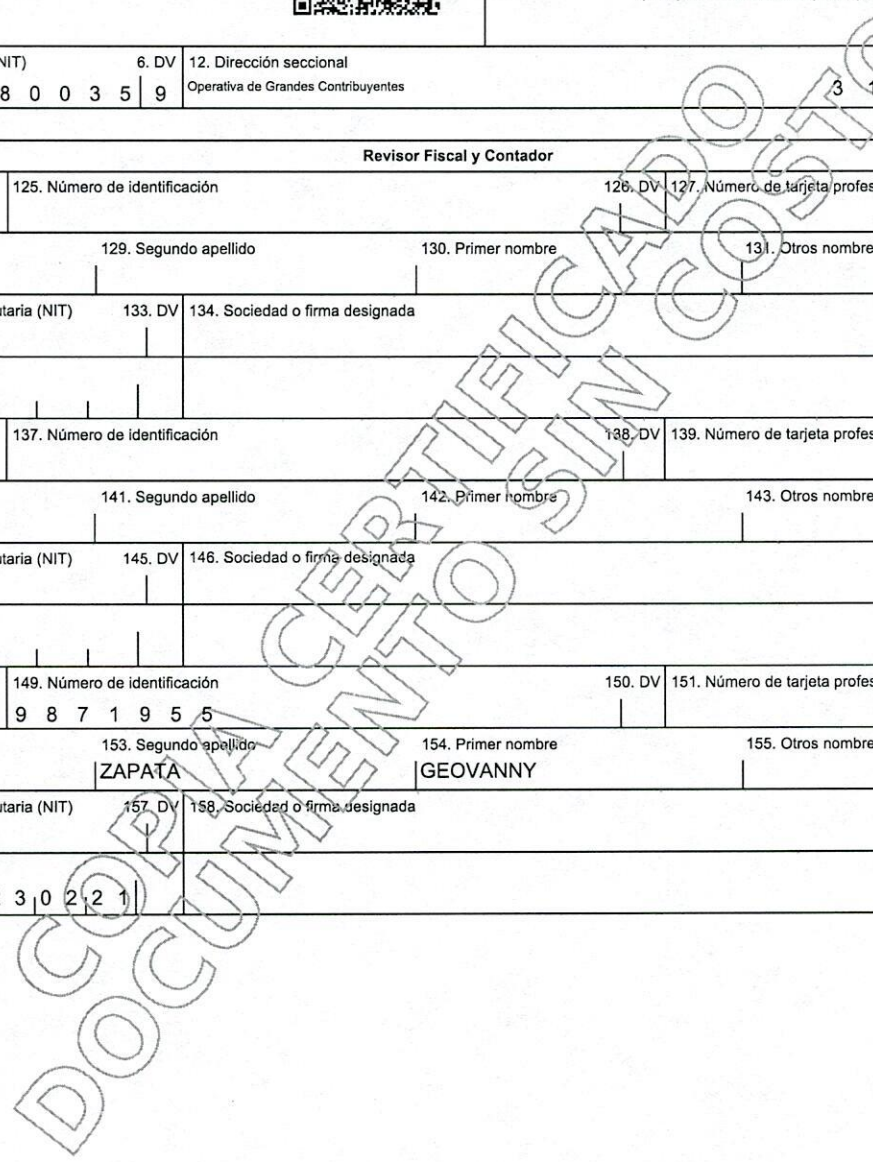 NIT) 6. DV 12. Dirección seccional
8 0 0 3 5 9 Operativa de Grandes Contribuyentes 3 1
Revisor Fiscal y Contador
125. Número de identificación 126. DV 127. Número de tarjeta profes
129. Segundo apellido 130. Primer nombre 131. Otros nombre
utaria (NIT) 133. DV 134. Sociedad o firma designada
137. Número de identificación 138. DV 139. Número de tarjeta profes
141. Segundo apellido 142. Primer nombre 143. Otros nombre
utaria (NIT) 145. DV 146. Sociedad o firma designada
149. Número de identificación 150. DV 151. Número de tarjeta profes
9 8 7 1 9 5 5
153. Segundo apellido 154. Primer nombre 155. Otros nombre
ZAPATA GEOVANNY
utaria (NIT) 157. DV 158. Sociedad o firma designada
3 0 2 2 1
COPIA CERTIFICADO
DOCUMENTO SIN COSTO